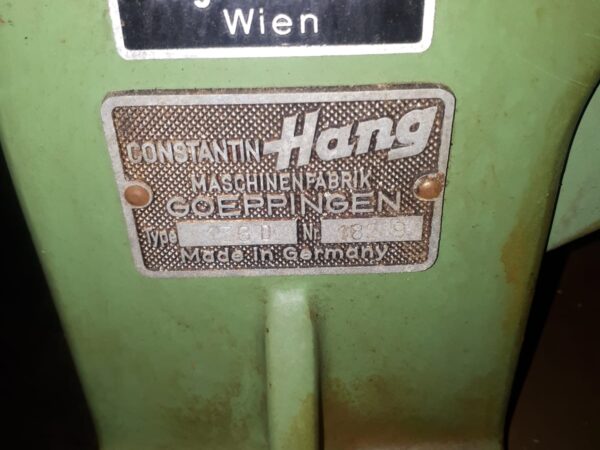 Wien
CONSTANTIN Hang
MASCHINENFABRIK
GOEPPINGEN
Type Nr.
Made in Germany